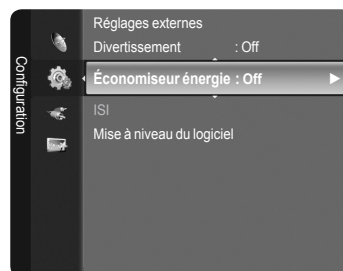 Configuration
Réglages externes
Divertissement : Off
Économiseur énergie : Off
ISI
Mise à niveau du logiciel